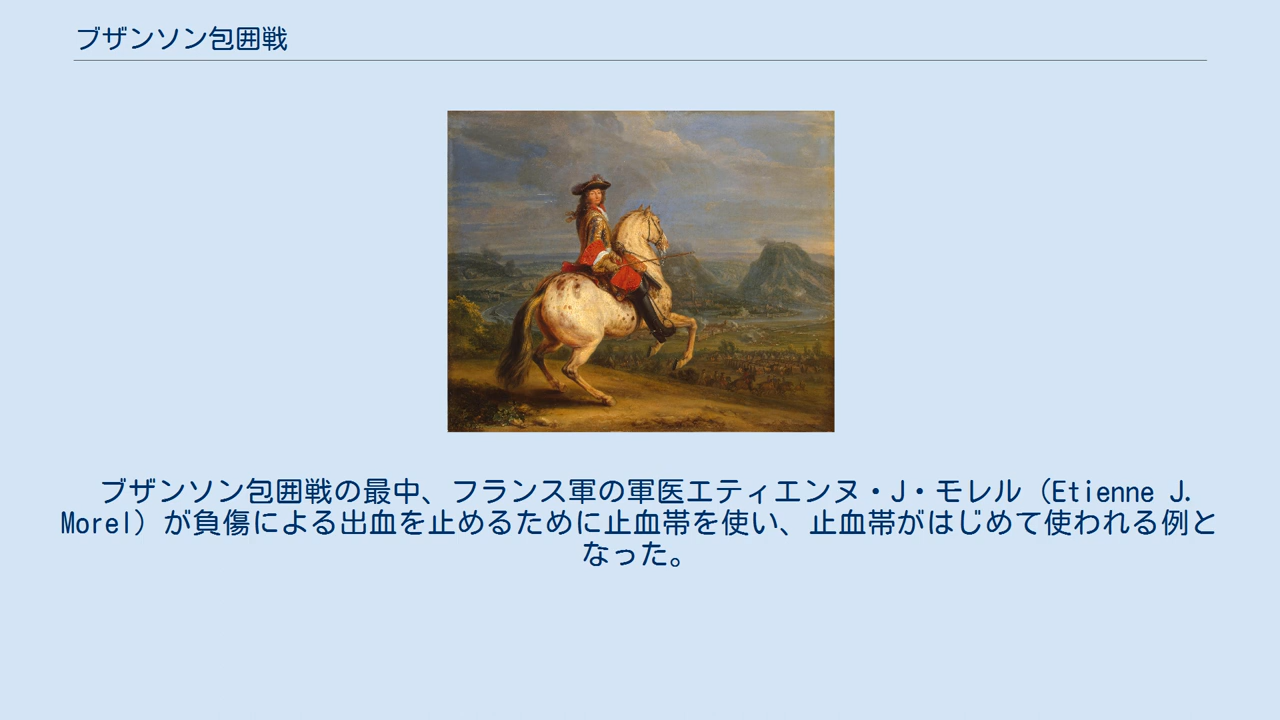 ブザンソン包囲戦
ブザンソン包囲戦の最中、フランス軍の軍医エティエンヌ・J・モレル（Etienne J.
Morel）が負傷による出血を止めるために止血帯を使い、止血帯がはじめて使われる例と
なった。